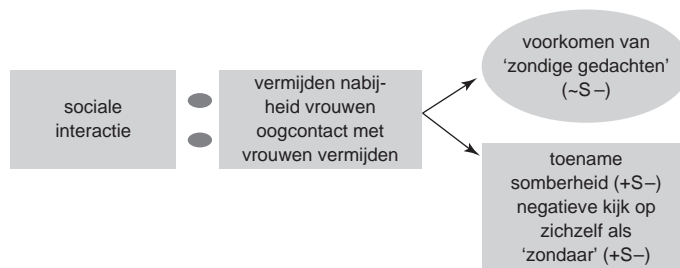 sociale
interactie
vermijden nabij-
heid vrouwen
oogcontact met
vrouwen vermijden
voorkomen van
‘zondige gedachten’
(~S–)
toename
somberheid (+S–)
negatieve kijk op
zichzelf als
‘zondaar’ (+S–)